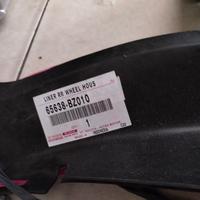 LINER RR WHEEL HOUS
65638-BZ010
1
INDONESIA